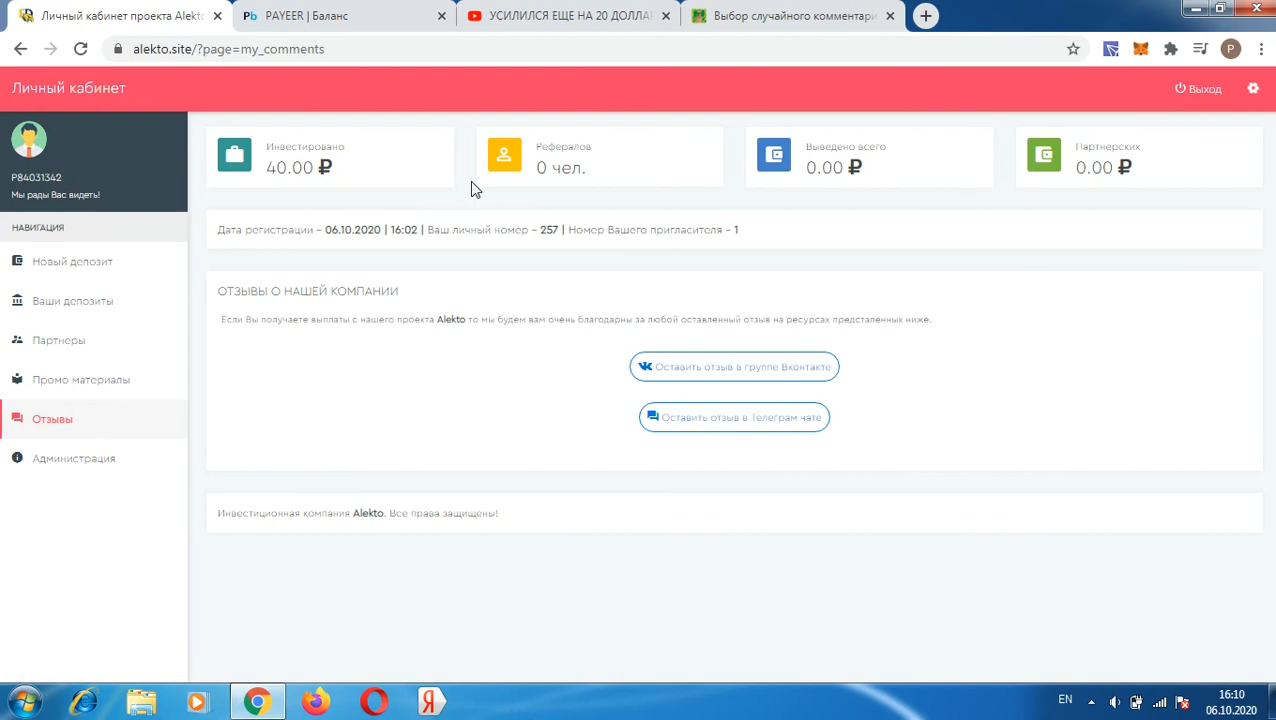 Личный кабинет проекта Alekto
PAYEER | Баланс
УСИЛИЛСЯ ЕЩЕ НА 20 ДОЛЛА
Выбор случайного комментари
alekto.site/?page=my_comments
P
Личный кабинет
Выход
P84031342
Мы рады Вас видеть!
НАВИГАЦИЯ
Новый депозит
Ваши депозиты
Партнеры
Промо материалы
Отзывы
Администрация
Инвестировано
40.00 ₽
Рефералов
0 чел.
Выведено всего
0.00 ₽
Партнерских
0.00 ₽
Дата регистрации – 06.10.2020 | 16:02 | Ваш личный номер – 257 | Номер Вашего пригласителя – 1
ОТЗЫВЫ О НАШЕЙ КОМПАНИИ
Если Вы получаете выплаты с нашего проекта Alekto то мы будем вам очень благодарны за любой оставленный отзыв на ресурсах предсталенных ниже.
Оставить отзыв в группе Вконтакте
Оставить отзыв в Телеграм чате
Инвестиционная компания Alekto. Все права защищены!
EN
16:10
06.10.2020